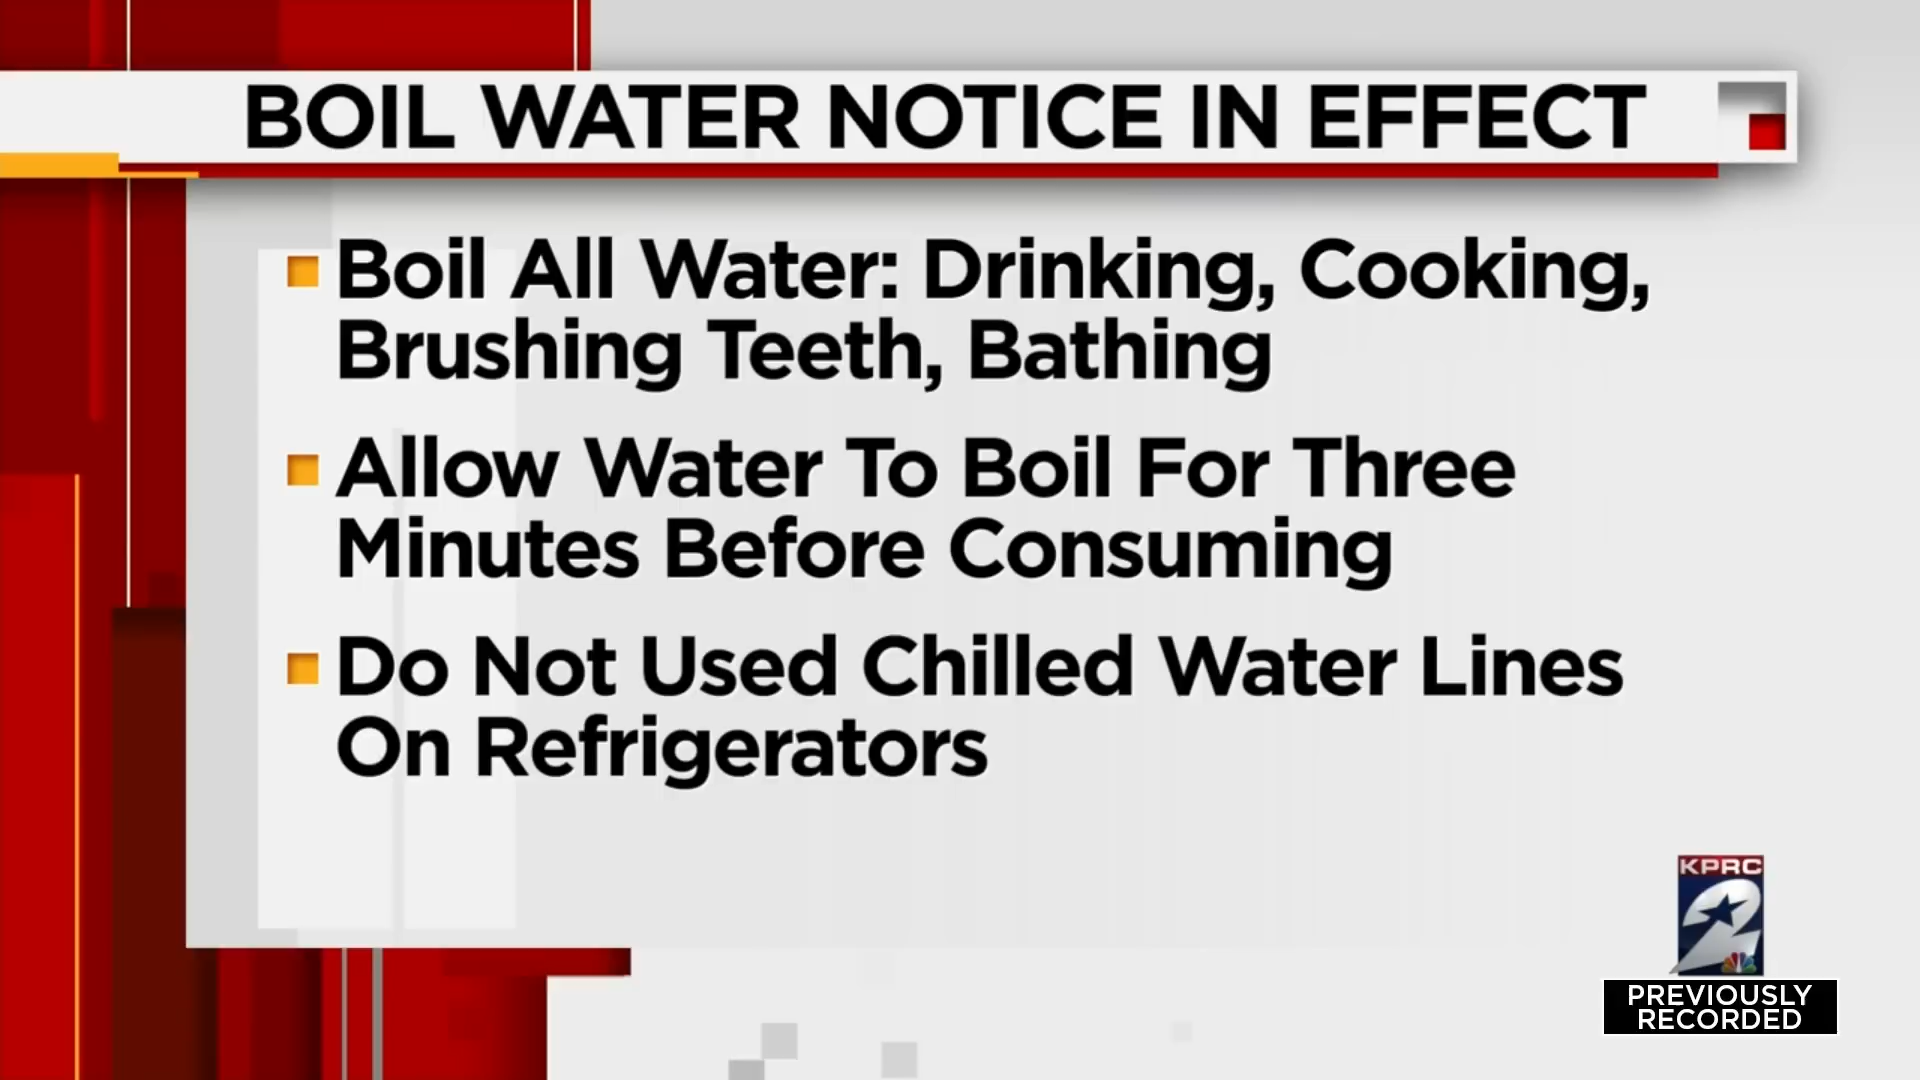 BOIL WATER NOTICE IN EFFECT
Boil All Water: Drinking, Cooking,
Brushing Teeth, Bathing
Allow Water To Boil For Three
Minutes Before Consuming
Do Not Used Chilled Water Lines
On Refrigerators
KPRC
2
PREVIOUSLY
RECORDED